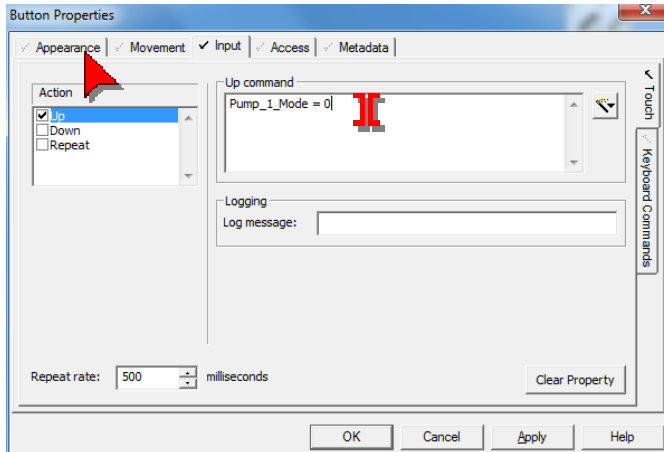 Button Properties
Appearance Movement Input Access Metadata
Action
Up
Down
Repeat
Up command
Pump_1_Mode = 0
Logging
Log message:
Touch
Keyboard Commands
Repeat rate: 500 milliseconds
Clear Property
OK Cancel Apply Help